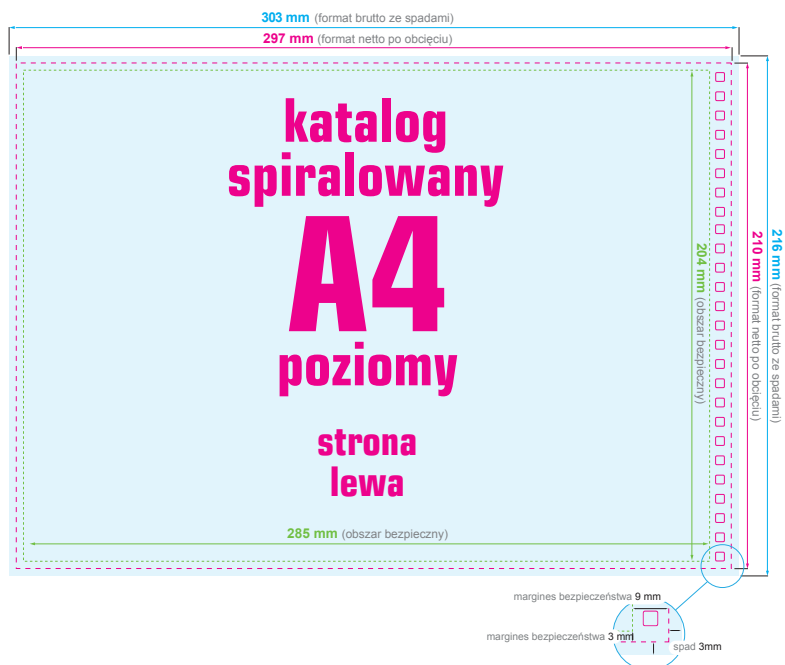 303 mm (format brutto ze spadami)
297 mm (format netto po obcięciu)
katalog
spiralowany
A4
poziomy
strona
lewa
204 mm (obszar bezpieczny)
210 mm (format netto po obcięciu)
216 mm (format brutto ze spadami)
285 mm (obszar bezpieczny)
margines bezpieczeństwa 9 mm
margines bezpieczeństwa 3 mm
spad 3mm